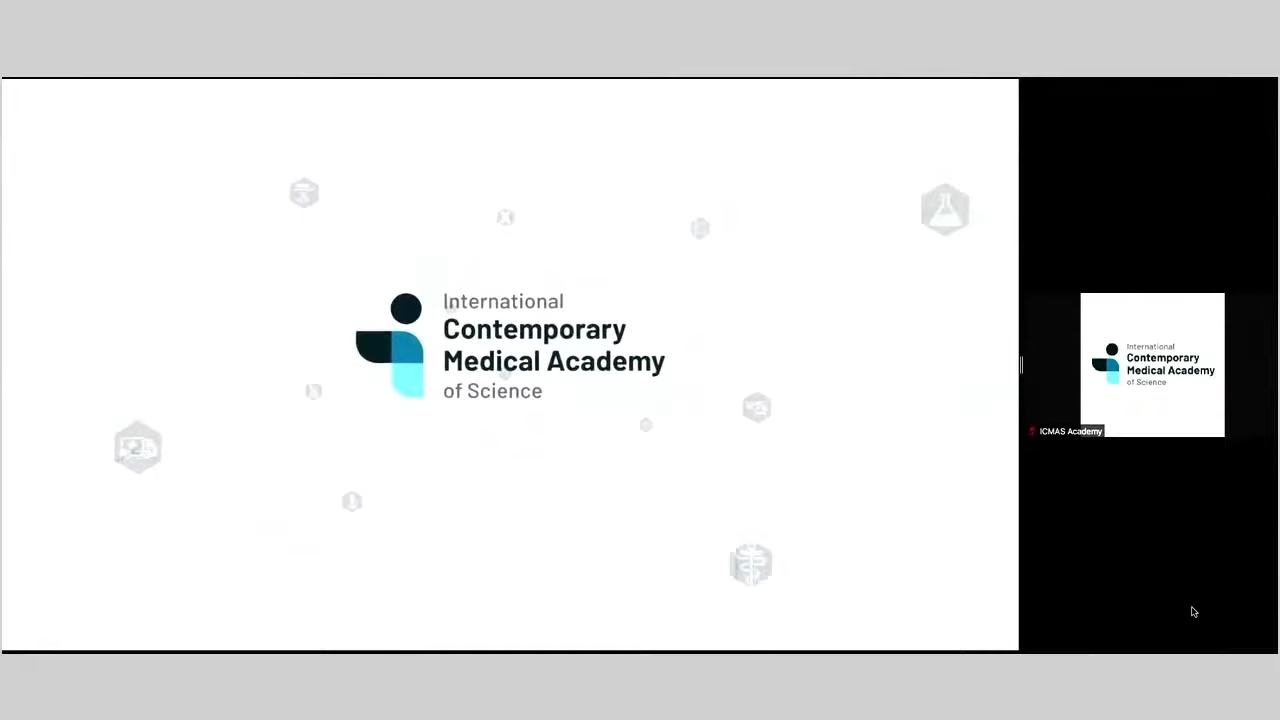 International
Contemporary
Medical Academy
of Science
International
Contemporary
Medical Academy
of Science
ICMAS Academy